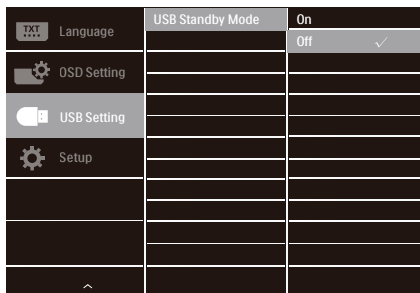 TXT
Language
OSD Setting
USB Setting
Setup
USB Standby Mode
On
Off